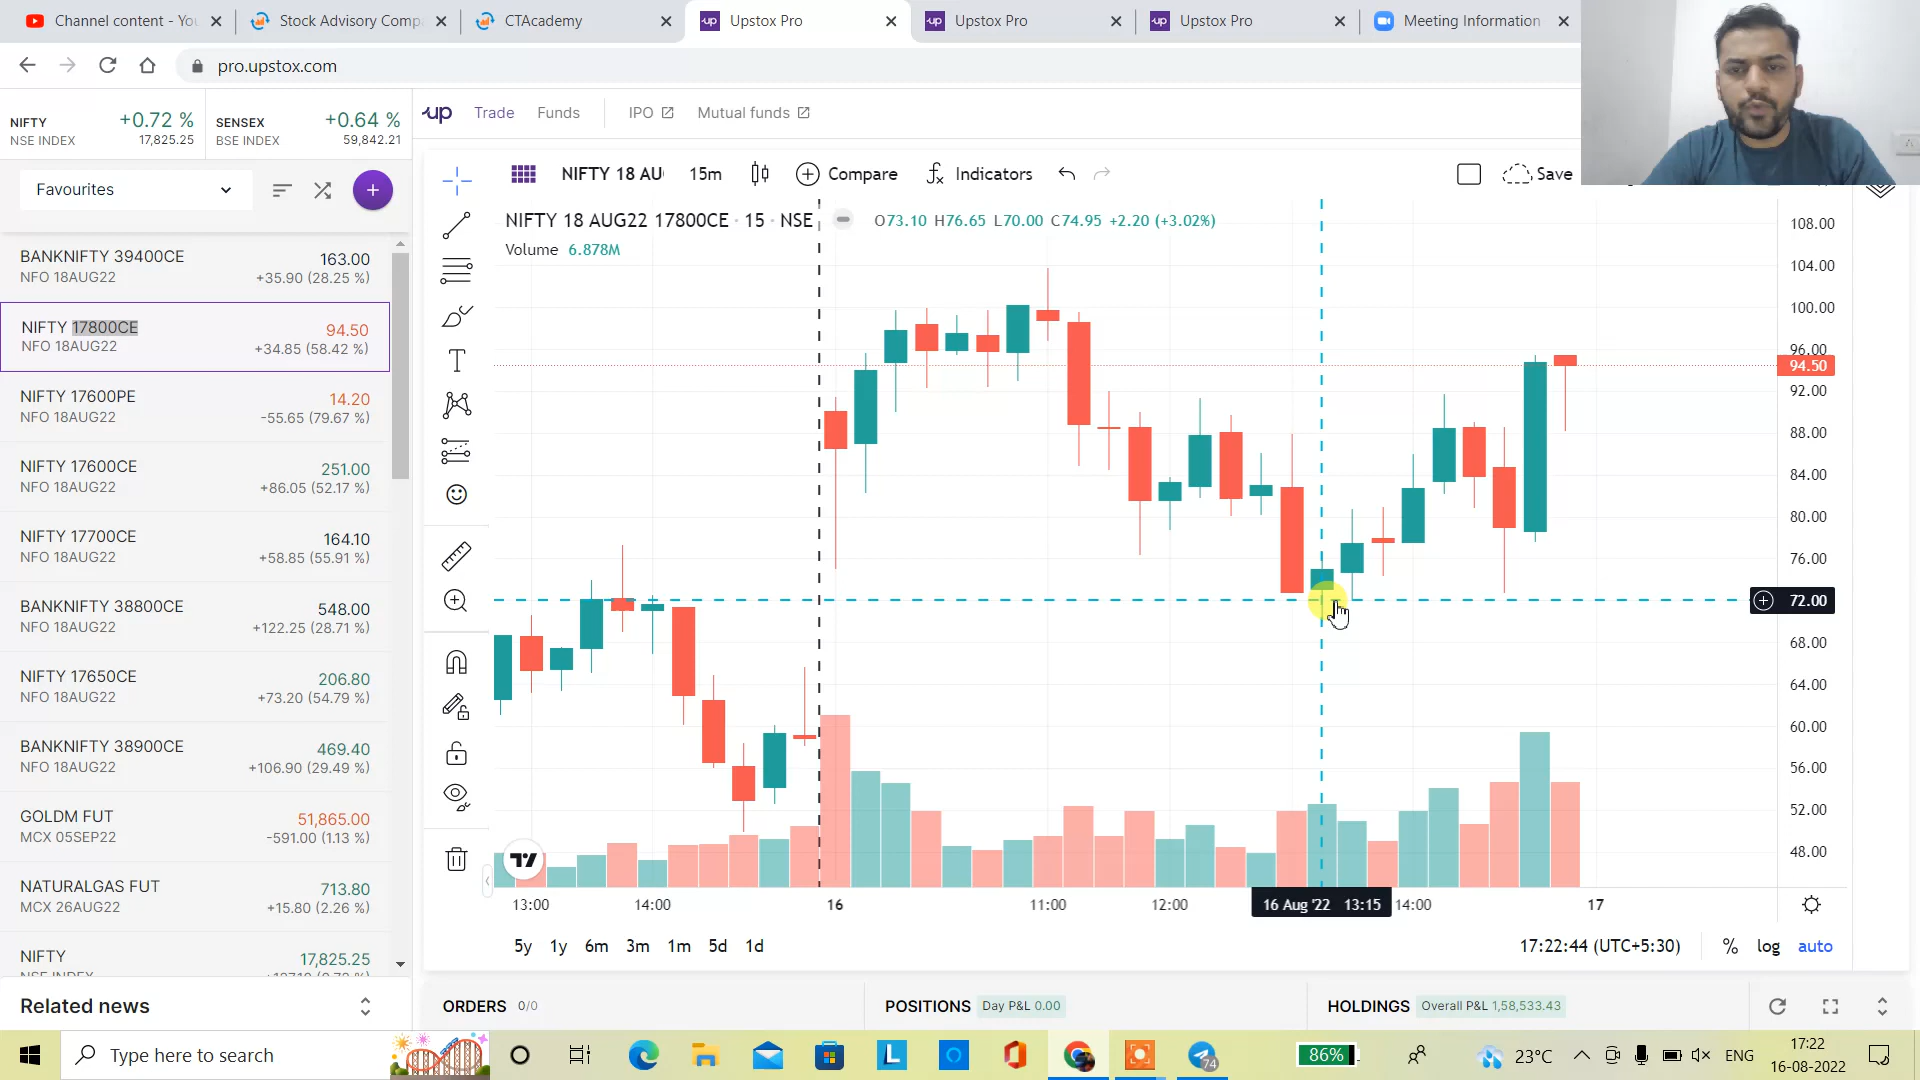 Channel content - You
Stock Advisory Compa
CTAcademy
Upstox Pro
Upstox Pro
Upstox Pro
Meeting Information
pro.upstox.com
NIFTY +0.72 %
NSE INDEX 17,825.25
SENSEX +0.64 %
BSE INDEX 59,842.21
up Trade Funds IPO Mutual funds
Favourites
NIFTY 18 AU 15m Compare Indicators Save
NIFTY 18 AUG22 17800CE · 15 · NSE O73.10 H76.65 L70.00 C74.95 +2.20 (+3.02%)
Volume 6.878M
BANKNIFTY 39400CE 163.00
NFO 18AUG22 +35.90 (28.25 %)
NIFTY 17800CE 94.50
NFO 18AUG22 +34.85 (58.42 %)
NIFTY 17600PE 14.20
NFO 18AUG22 -55.65 (79.67 %)
NIFTY 17600CE 251.00
NFO 18AUG22 +86.05 (52.17 %)
NIFTY 17700CE 164.10
NFO 18AUG22 +58.85 (55.91 %)
BANKNIFTY 38800CE 548.00
NFO 18AUG22 +122.25 (28.71 %)
NIFTY 17650CE 206.80
NFO 18AUG22 +73.20 (54.79 %)
BANKNIFTY 38900CE 469.40
NFO 18AUG22 +106.90 (29.49 %)
GOLDM FUT 51,865.00
MCX 05SEP22 -591.00 (1.13 %)
NATURALGAS FUT 713.80
MCX 26AUG22 +15.80 (2.26 %)
NIFTY 17,825.25
108.00
104.00
100.00
96.00
94.50
92.00
88.00
84.00
80.00
76.00
72.00
68.00
64.00
60.00
56.00
52.00
48.00
13:00 14:00 16 11:00 12:00 16 Aug '22 13:15 14:00 17
5y 1y 6m 3m 1m 5d 1d
17:22:44 (UTC+5:30) % log auto
Related news
ORDERS 0/0
POSITIONS Day P&L 0.00
HOLDINGS Overall P&L 1,58,533.43
Type here to search
74
86%
23°C
ENG
17:22
16-08-2022